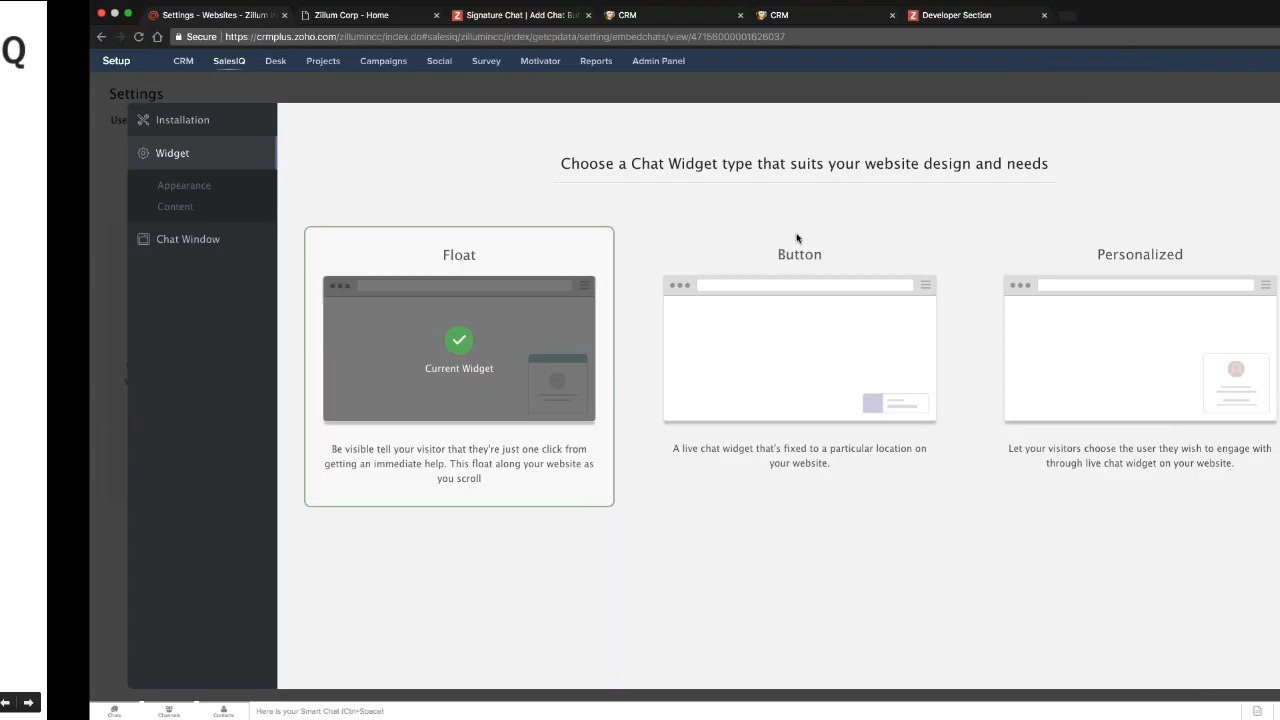 Q
Settings - Websites - Zillum in
Zillum Corp - Home
Signature Chat | Add Chat But
CRM
CRM
Developer Section
Secure
https://crmplus.zoho.com/zillumincc/index.do#salesiq/zillumincc/index/getcpdata/setting/embedchats/view/47156000001626037
Setup
CRM
SalesIQ
Desk
Projects
Campaigns
Social
Survey
Motivator
Reports
Admin Panel
Settings
Use
Installation
Widget
Appearance
Content
Chat Window
Choose a Chat Widget type that suits your website design and needs
Float
Current Widget
Be visible tell your visitor that they're just one click from
getting an immediate help. This float along your website as
you scroll
Button
A live chat widget that's fixed to a particular location on
your website.
Personalized
Let your visitors choose the user they wish to engage with
through live chat widget on your website.
Chats
Channels
Contacts
Here is your Smart Chat (Ctrl+Space)